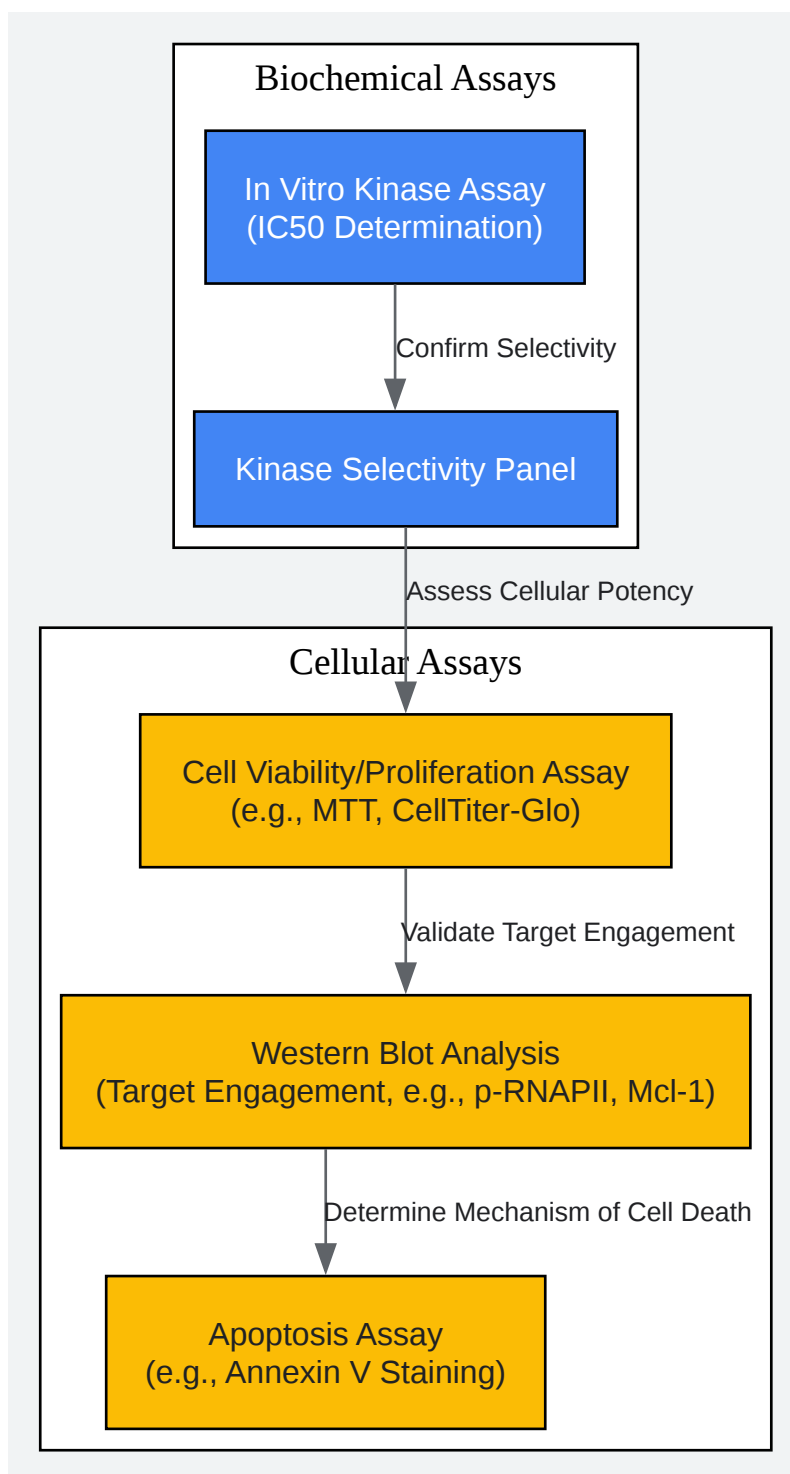 Biochemical Assays
In Vitro Kinase Assay
(IC50 Determination)
Confirm Selectivity
Kinase Selectivity Panel
Assess Cellular Potency
Cellular Assays
Cell Viability/Proliferation Assay
(e.g., MTT, CellTiter-Glo)
Validate Target Engagement
Western Blot Analysis
(Target Engagement, e.g., p-RNAPII, Mcl-1)
Determine Mechanism of Cell Death
Apoptosis Assay
(e.g., Annexin V Staining)